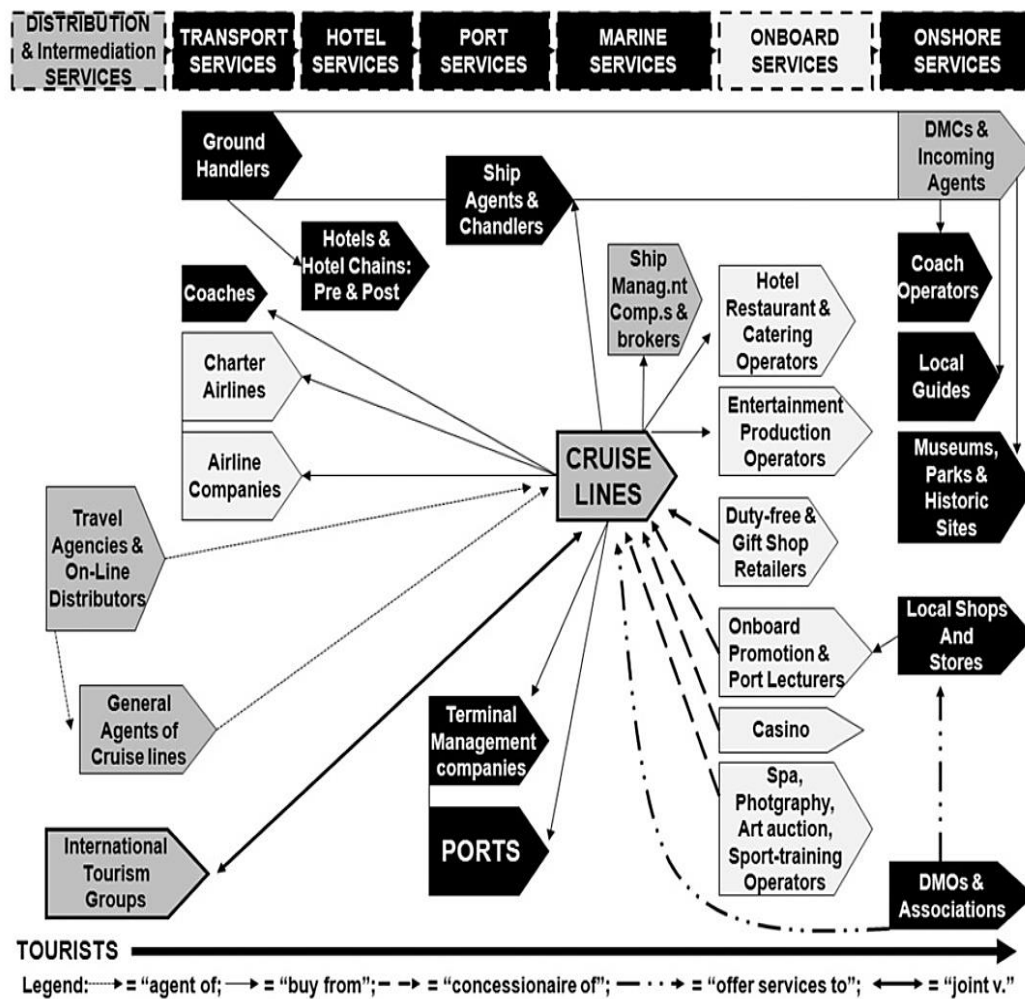 DISTRIBUTION
& Intermediation
SERVICES
TRANSPORT
SERVICES
HOTEL
SERVICES
PORT
SERVICES
MARINE
SERVICES
ONBOARD
SERVICES
ONSHORE
SERVICES
Ground
Handlers
Ship
Agents &
Chandlers
DMCs &
Incoming
Agents
Hotels &
Hotel Chains:
Pre & Post
Coaches
Ship
Manag.nt
Comp.s &
brokers
Hotel
Restaurant &
Catering
Operators
Coach
Operators
Charter
Airlines
Local
Guides
Entertainment
Production
Operators
Airline
Companies
CRUISE
LINES
Museums,
Parks &
Historic
Sites
Travel
Agencies &
On-Line
Distributors
Duty-free &
Gift Shop
Retailers
Onboard
Promotion &
Port Lecturers
Local Shops
And
Stores
General
Agents of
Cruise lines
Terminal
Management
companies
Casino
Spa,
Photgraphy,
Art auction,
Sport-training
Operators
International
Tourism
Groups
PORTS
DMOs &
Associations
TOURISTS
Legend: = “agent of; = “buy from”; = “concessionaire of”; = “offer services to”; = “joint v.”